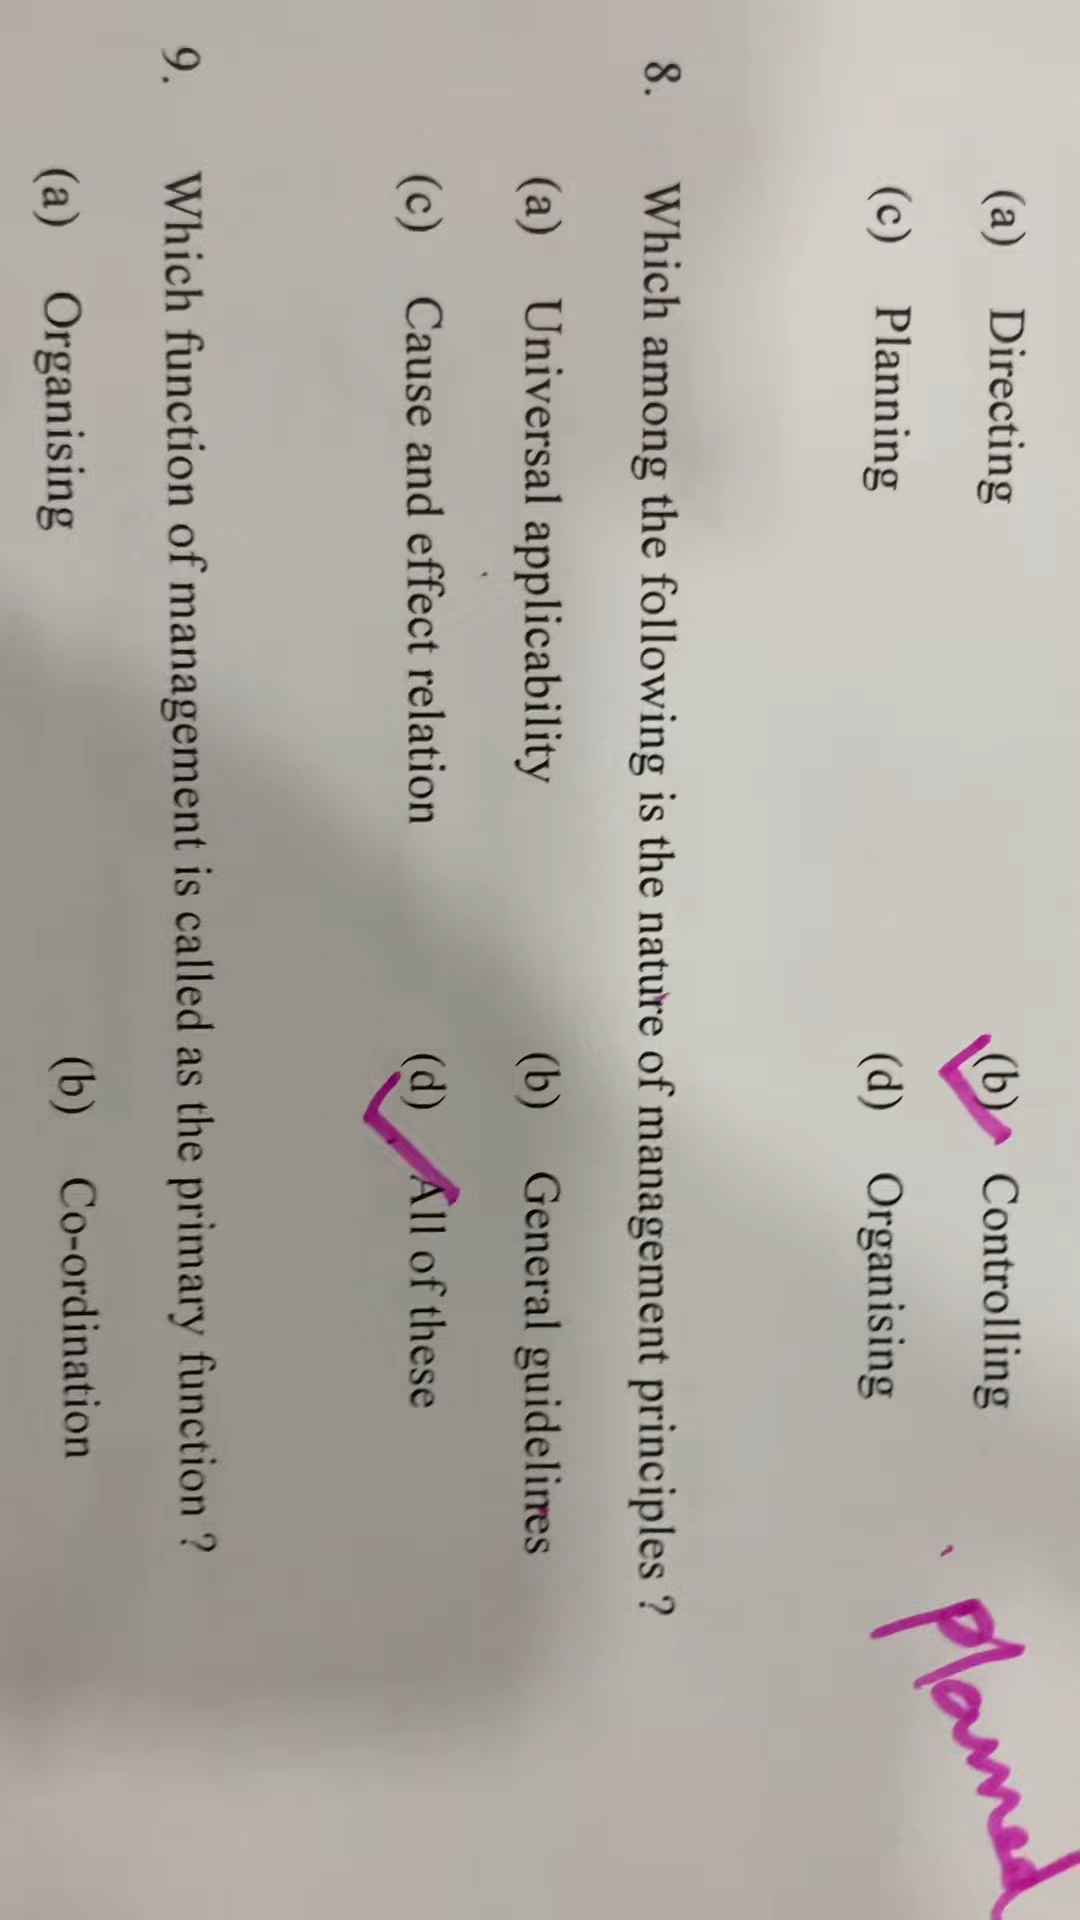 (a) Directing (b) Controlling
(c) Planning (d) Organising
8. Which among the following is the nature of management principles ?
(a) Universal applicability (b) General guidelines
(c) Cause and effect relation (d) All of these
9. Which function of management is called as the primary function ?
(a) Organising (b) Co-ordination